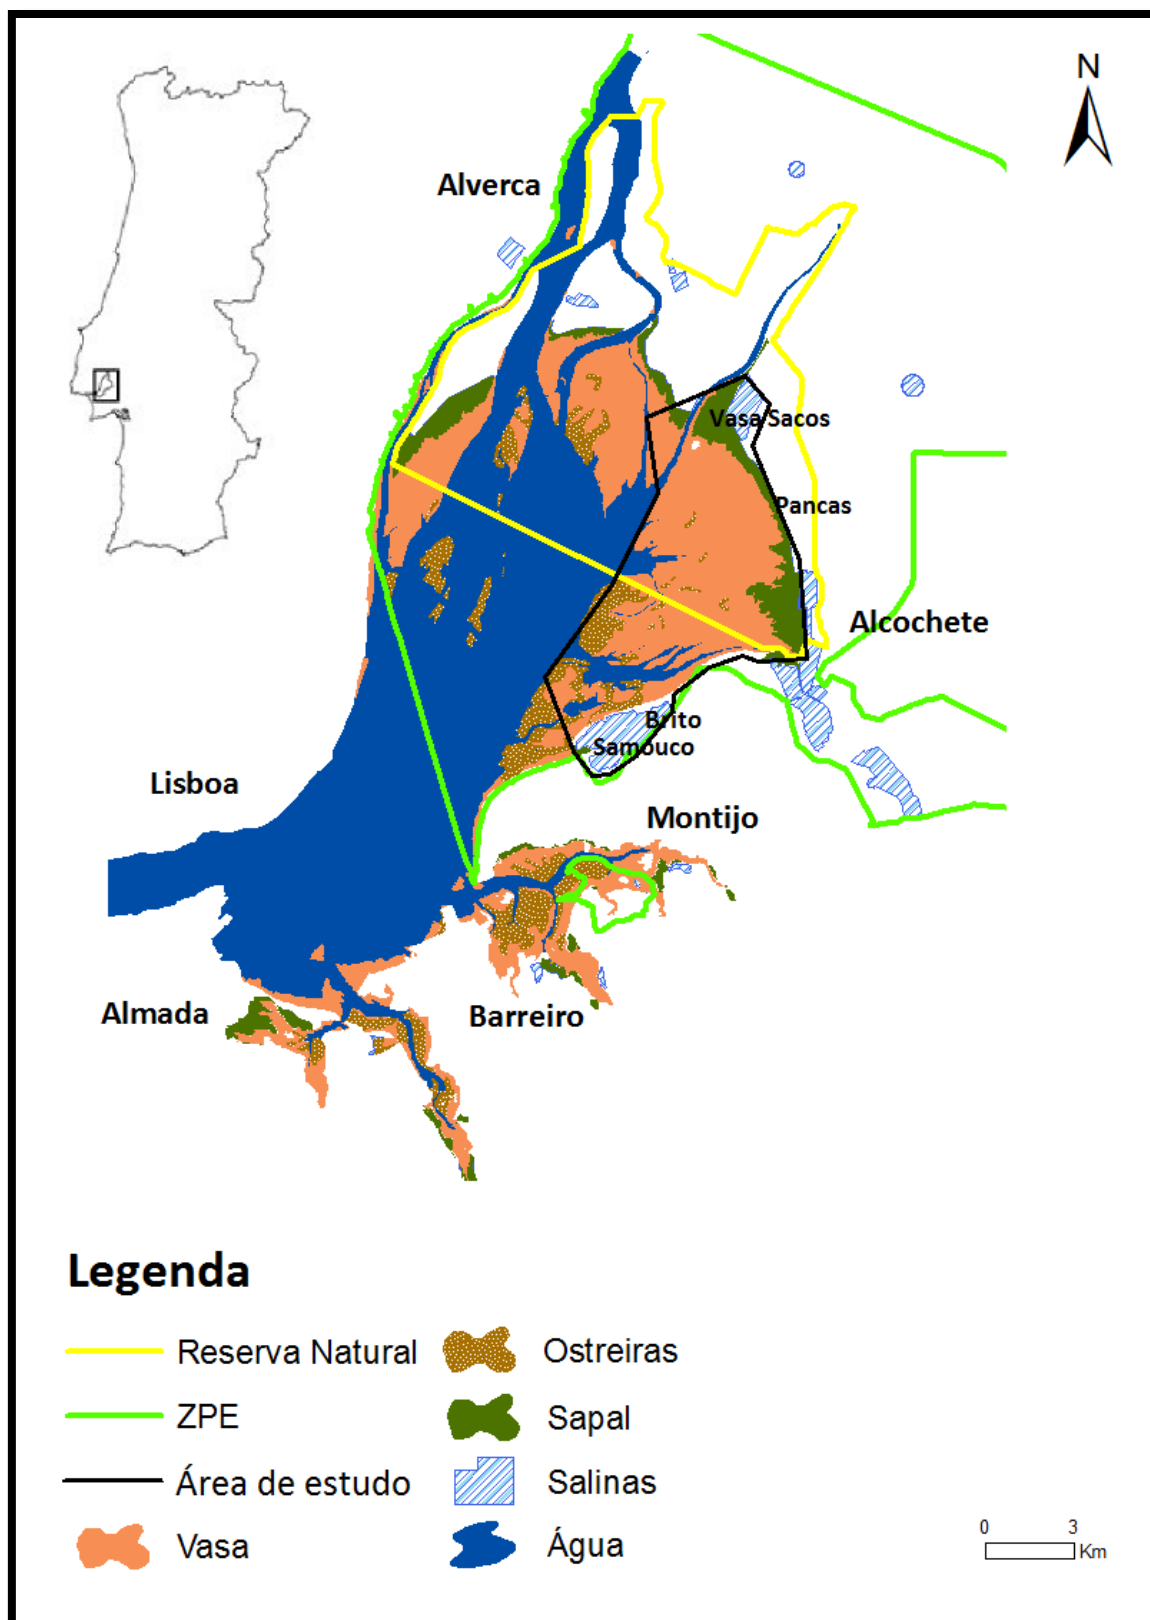 N
Alverca
Vasa Sacos
Pancas
Alcochete
Brito
Samouco
Lisboa
Montijo
Almada
Barreiro
Legenda
Reserva Natural
Ostreiras
ZPE
Sapal
Área de estudo
Salinas
Vasa
Água
0 3
Km